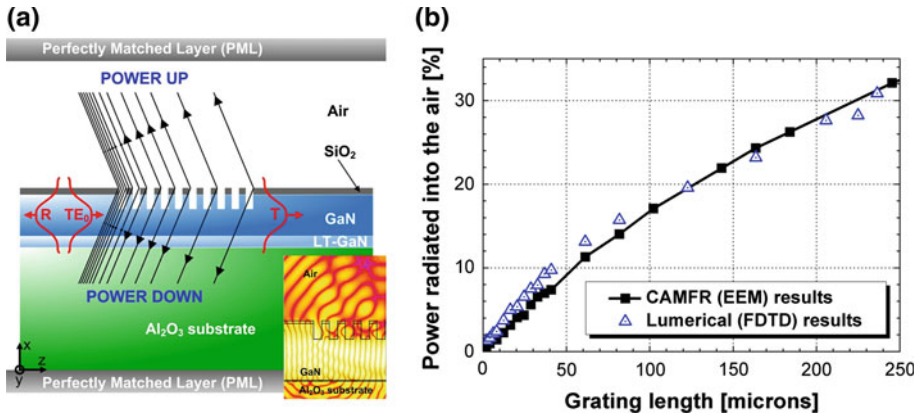 (a)
Perfectly Matched Layer (PML)
POWER UP
Air
SiO2
R
TE0
T
GaN
LT-GaN
POWER DOWN
Al2O3 substrate
x
y
z
Air
GaN
Al2O3 substrate
Perfectly Matched Layer (PML)
(b)
Power radiated into the air [%]
30
20
10
0
0
50
100
150
200
250
CAMFR (EEM) results
Lumerical (FDTD) results
Grating length [microns]